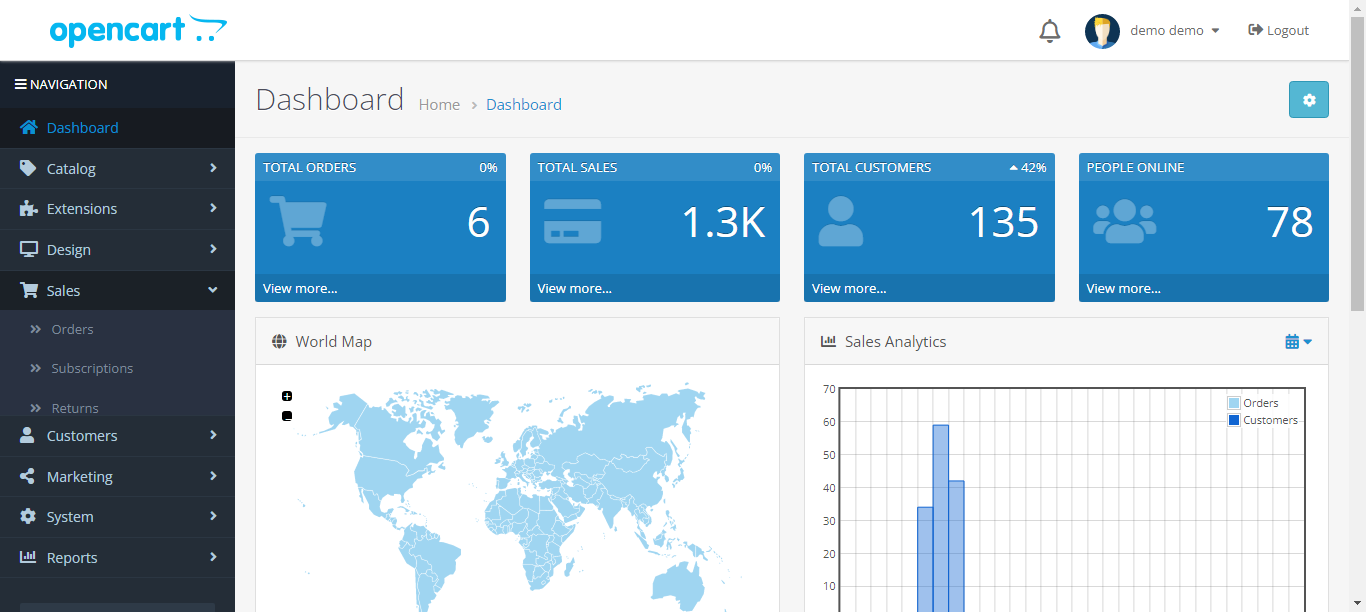 opencart
demo demo
Logout
NAVIGATION
Dashboard
Catalog
Extensions
Design
Sales
Orders
Subscriptions
Returns
Customers
Marketing
System
Reports
Dashboard Home › Dashboard
TOTAL ORDERS 0%
6
View more...
TOTAL SALES 0%
1.3K
View more...
TOTAL CUSTOMERS 42%
135
View more...
PEOPLE ONLINE
78
View more...
World Map
Sales Analytics
70
60
50
40
30
20
10
Orders
Customers